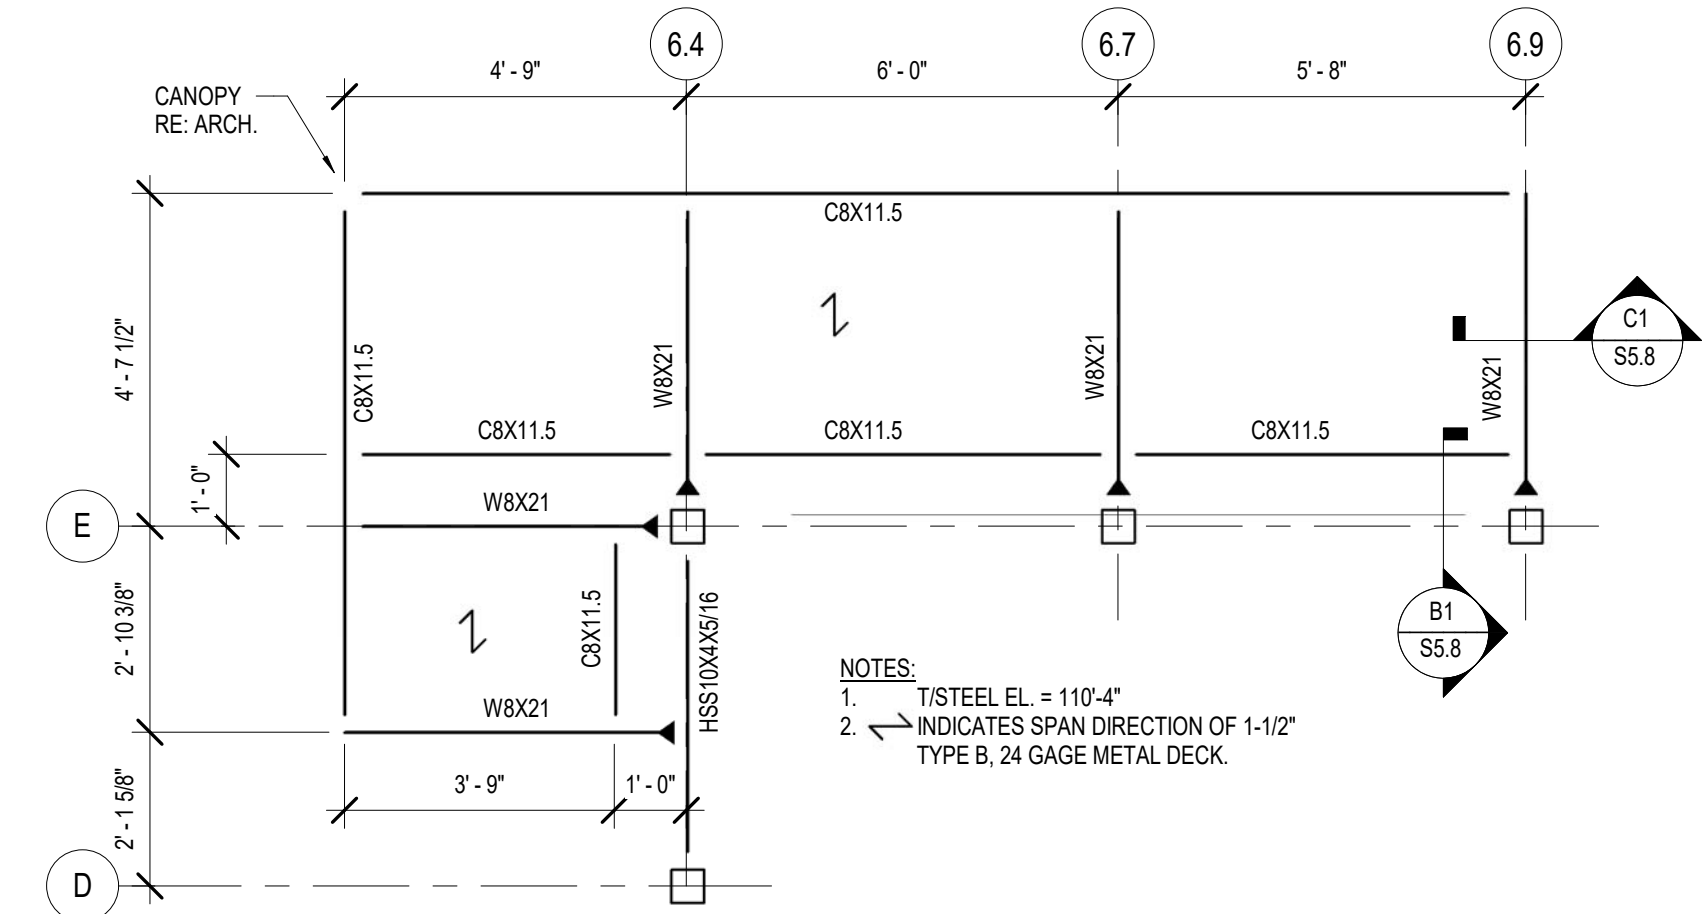 6.4
6.7
6.9
4' - 9"
6' - 0"
5' - 8"
CANOPY
RE: ARCH.
C8X11.5
4' - 7 1/2"
C8X11.5
W8X21
W8X21
W8X21
C1
S5.8
C8X11.5
C8X11.5
C8X11.5
1' - 0"
E
W8X21
2' - 10 3/8"
C8X11.5
HSS10X4X5/16
B1
S5.8
W8X21
NOTES:
1. T/STEEL EL. = 110'-4"
2. INDICATES SPAN DIRECTION OF 1-1/2"
TYPE B, 24 GAGE METAL DECK.
3' - 9"
1' - 0"
2' - 1 5/8"
D